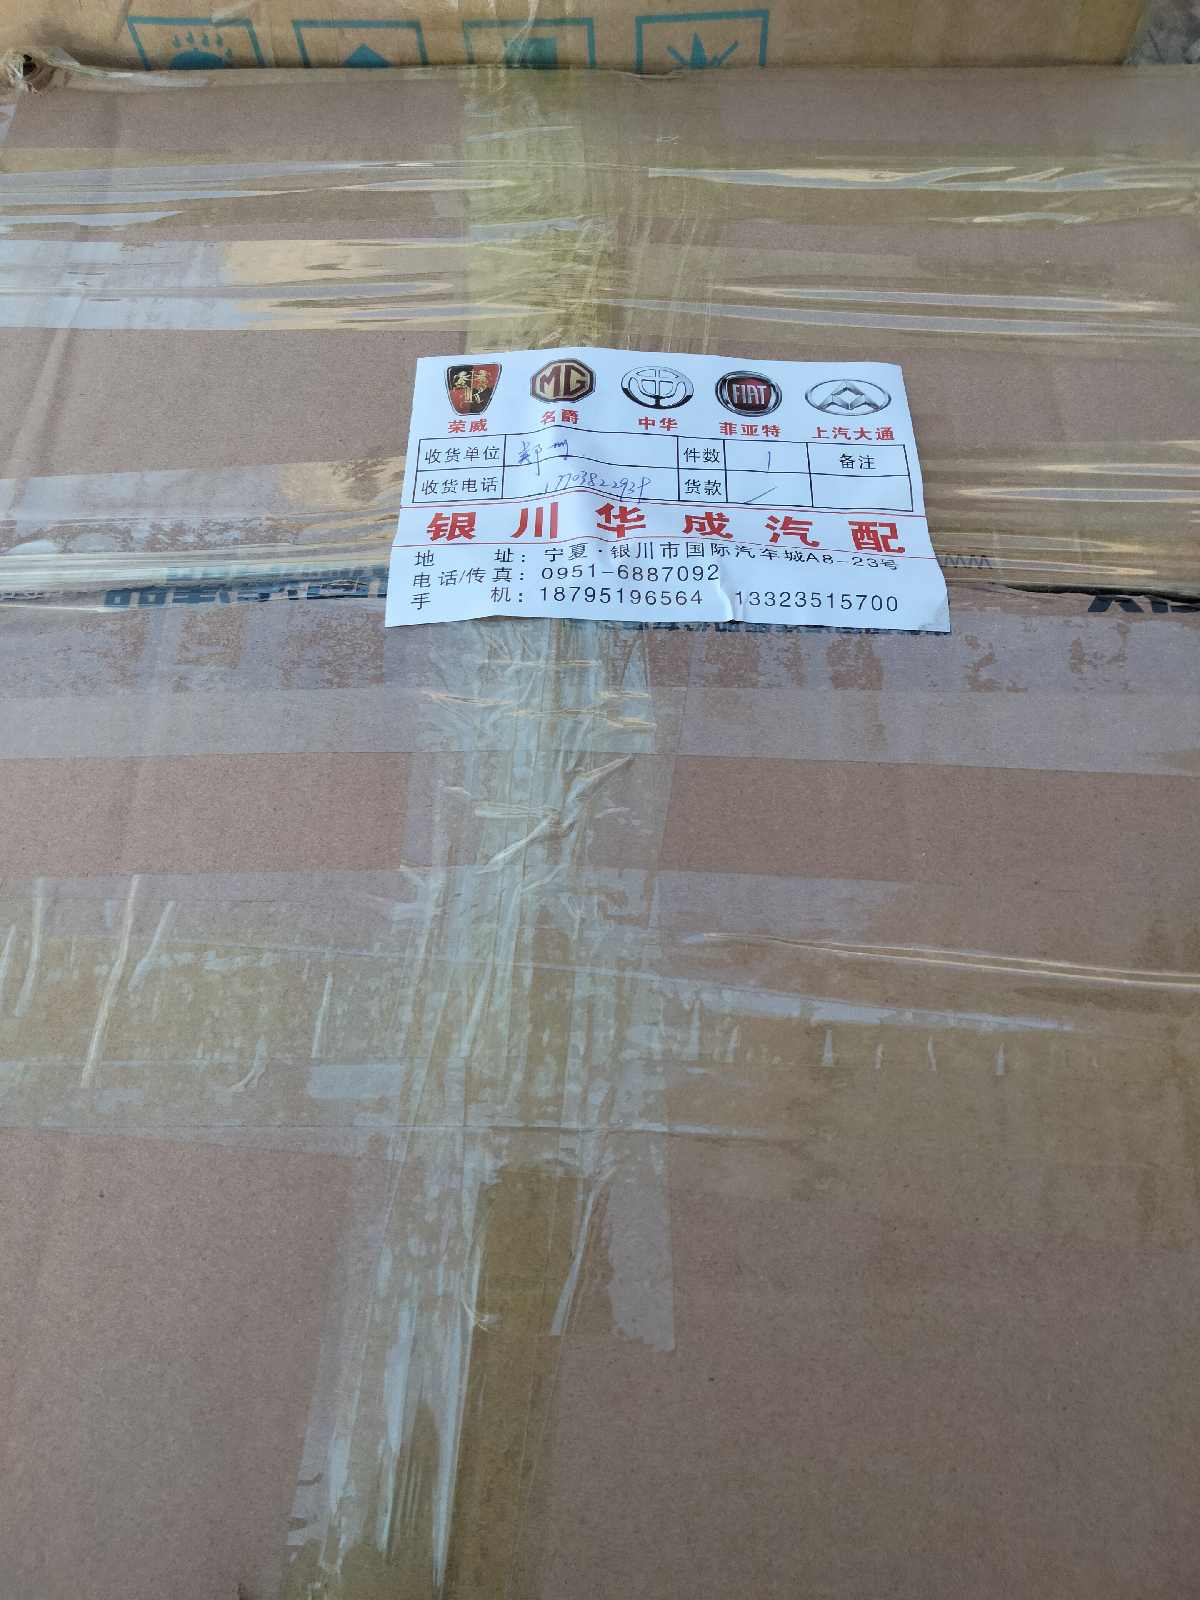 MG FIAT
荣威 名爵 中华 菲亚特 上汽大通
收货单位 郑州 件数 1 备注
收货电话 17703822939 货款 /
银川华成汽配
地 址：宁夏·银川市国际汽车城A8-23号
电话/传真：0951-6887092
手 机：18795196564 13323515700